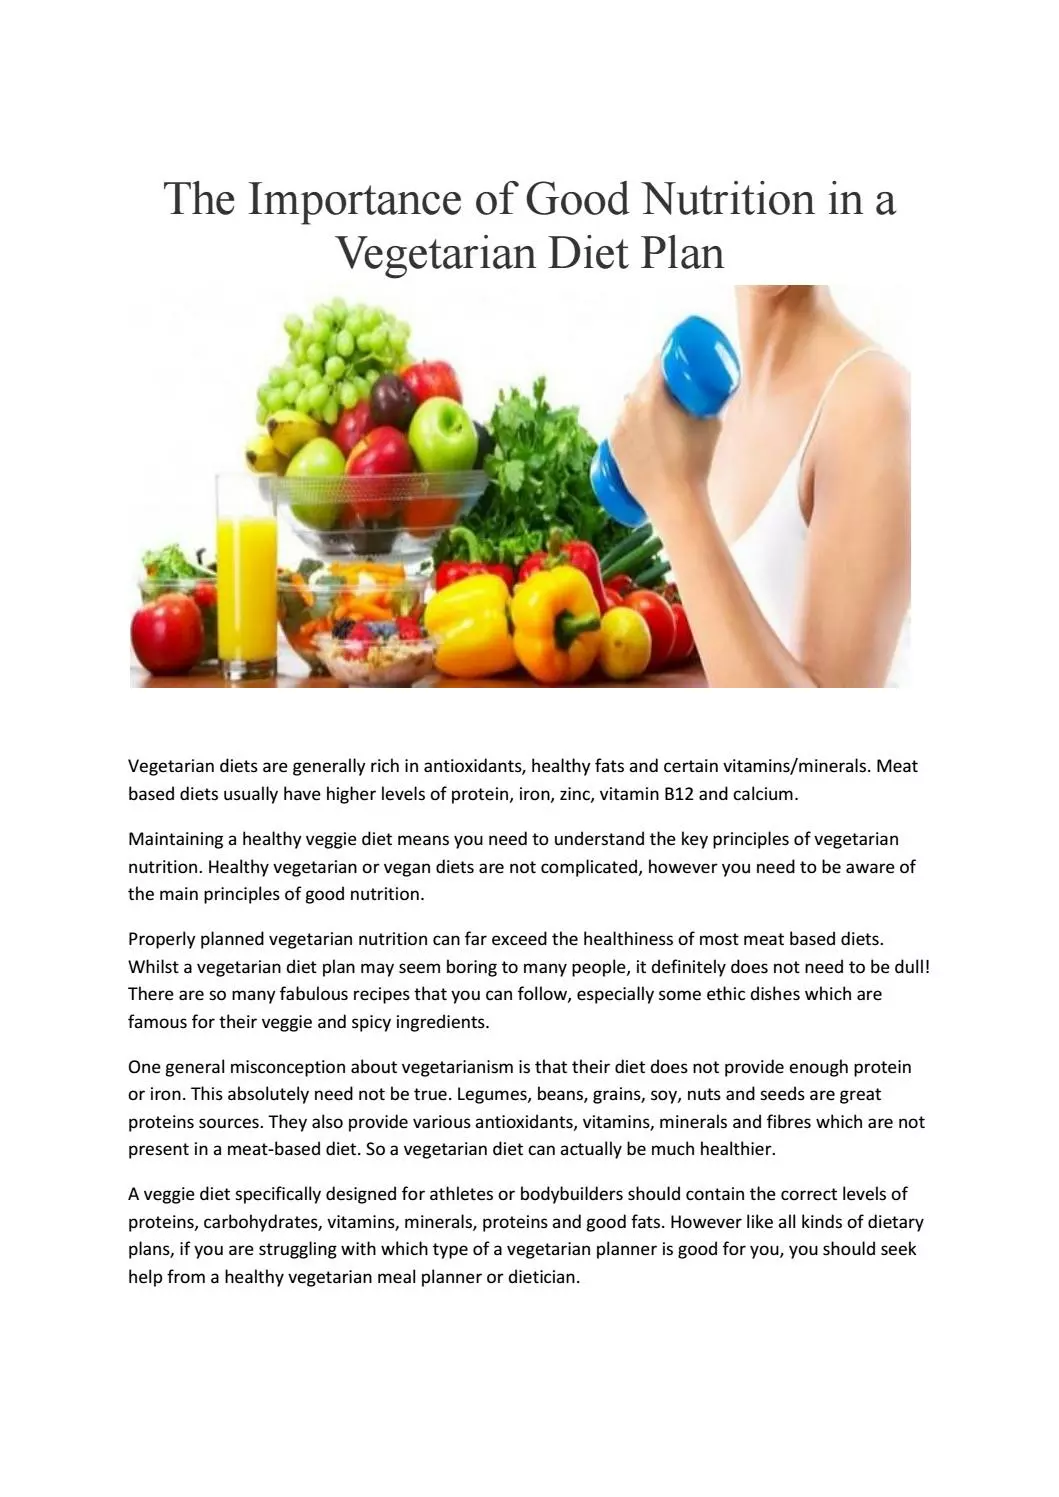 The Importance of Good Nutrition in a
Vegetarian Diet Plan
Vegetarian diets are generally rich in antioxidants, healthy fats and certain vitamins/minerals. Meat
based diets usually have higher levels of protein, iron, zinc, vitamin B12 and calcium.
Maintaining a healthy veggie diet means you need to understand the key principles of vegetarian
nutrition. Healthy vegetarian or vegan diets are not complicated, however you need to be aware of
the main principles of good nutrition.
Properly planned vegetarian nutrition can far exceed the healthiness of most meat based diets.
Whilst a vegetarian diet plan may seem boring to many people, it definitely does not need to be dull!
There are so many fabulous recipes that you can follow, especially some ethic dishes which are
famous for their veggie and spicy ingredients.
One general misconception about vegetarianism is that their diet does not provide enough protein
or iron. This absolutely need not be true. Legumes, beans, grains, soy, nuts and seeds are great
proteins sources. They also provide various antioxidants, vitamins, minerals and fibres which are not
present in a meat-based diet. So a vegetarian diet can actually be much healthier.
A veggie diet specifically designed for athletes or bodybuilders should contain the correct levels of
proteins, carbohydrates, vitamins, minerals, proteins and good fats. However like all kinds of dietary
plans, if you are struggling with which type of a vegetarian planner is good for you, you should seek
help from a healthy vegetarian meal planner or dietician.